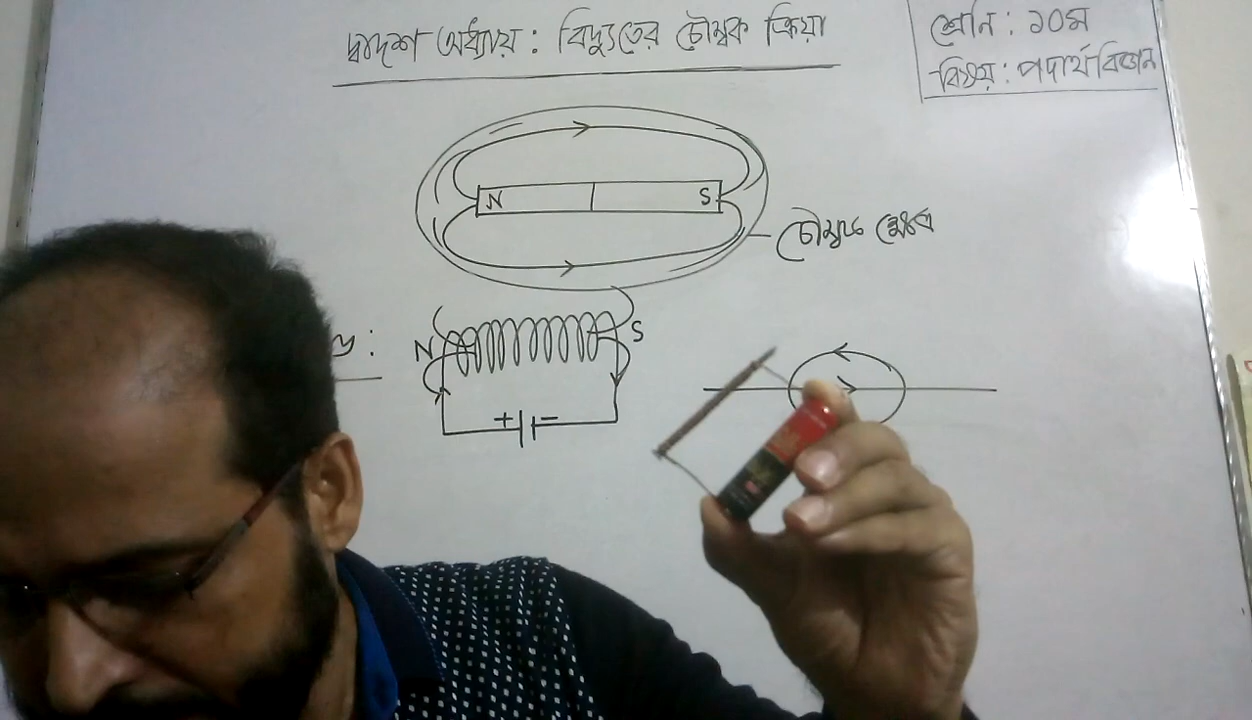 দ্বাদশ অধ্যায় : বিদ্যুতের চৌম্বক ক্রিয়া
শ্রেনি : ১০ম
বিষয় : পদার্থবিজ্ঞান
N S
চৌম্বক ক্ষেত্র
N S
+ -